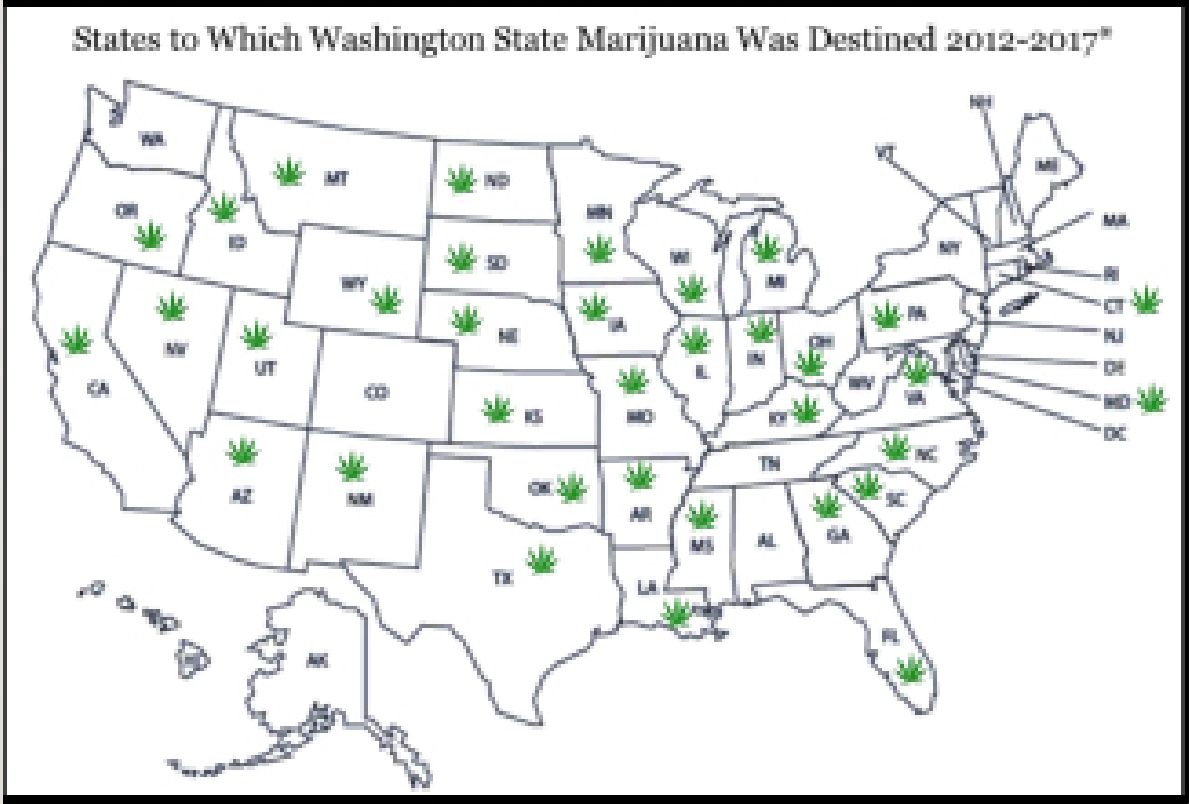 States to Which Washington State Marijuana Was Destined 2012-2017*
NH
VT
WA
ME
MT
ND
OR
MN
MA
ID
NY
SD
WI
RI
WY
MI
CT
PA
IA
NE
NJ
NV
OH
UT
IN
DE
IL
WV
CA
CO
VA
MD
KS
MO
KY
DC
NC
TN
OK
AZ
NM
SC
AR
GA
AL
MS
TX
LA
FL
AK